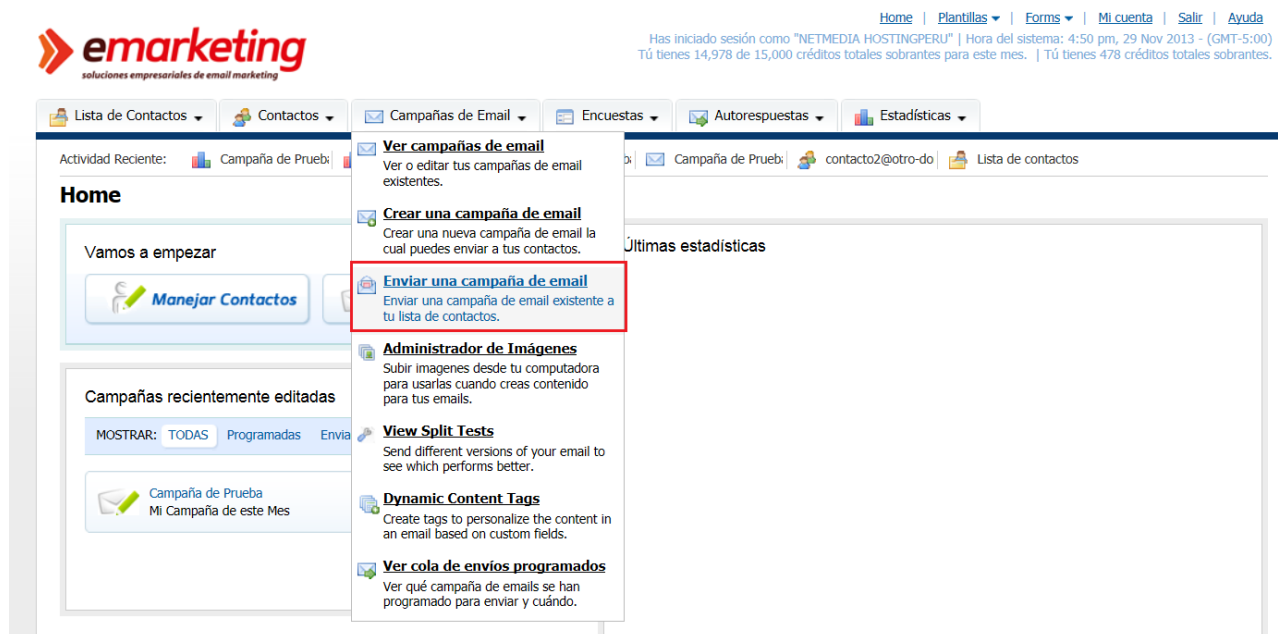 Home | Plantillas | Forms | Mi cuenta | Salir | Ayuda
Has iniciado sesión como "NETMEDIA HOSTINGPERU" | Hora del sistema: 4:50 pm, 29 Nov 2013 - (GMT-5:00)
Tú tienes 14,978 de 15,000 créditos totales sobrantes para este mes. | Tú tienes 478 créditos totales sobrantes.
emarketing
soluciones empresariales de email marketing
Lista de Contactos
Contactos
Campañas de Email
Encuestas
Autorespuestas
Estadísticas
Actividad Reciente:
Campaña de Prueb
Campaña de Prueb
contacto2@otro-do
Lista de contactos
Home
Vamos a empezar
Manejar Contactos
Campañas recientemente editadas
MOSTRAR: TODAS Programadas Envia
Campaña de Prueba
Mi Campaña de este Mes
Ver campañas de email
Ver o editar tus campañas de email
existentes.
Crear una campaña de email
Crear una nueva campaña de email la
cual puedes enviar a tus contactos.
Enviar una campaña de email
Enviar una campaña de email existente a
tu lista de contactos.
Administrador de Imágenes
Subir imagenes desde tu computadora
para usarlas cuando creas contenido
para tus emails.
View Split Tests
Send different versions of your email to
see which performs better.
Dynamic Content Tags
Create tags to personalize the content in
an email based on custom fields.
Ver cola de envíos programados
Ver qué campaña de emails se han
programado para enviar y cuándo.
Últimas estadísticas